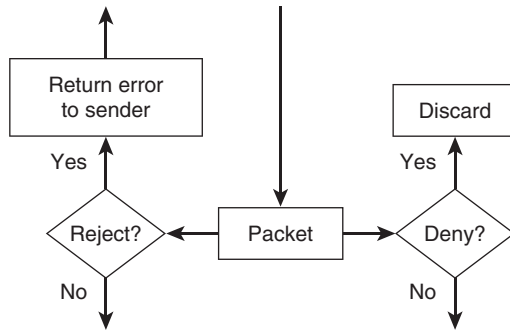 Return error
to sender
Discard
Yes
Yes
Reject?
Packet
Deny?
No
No